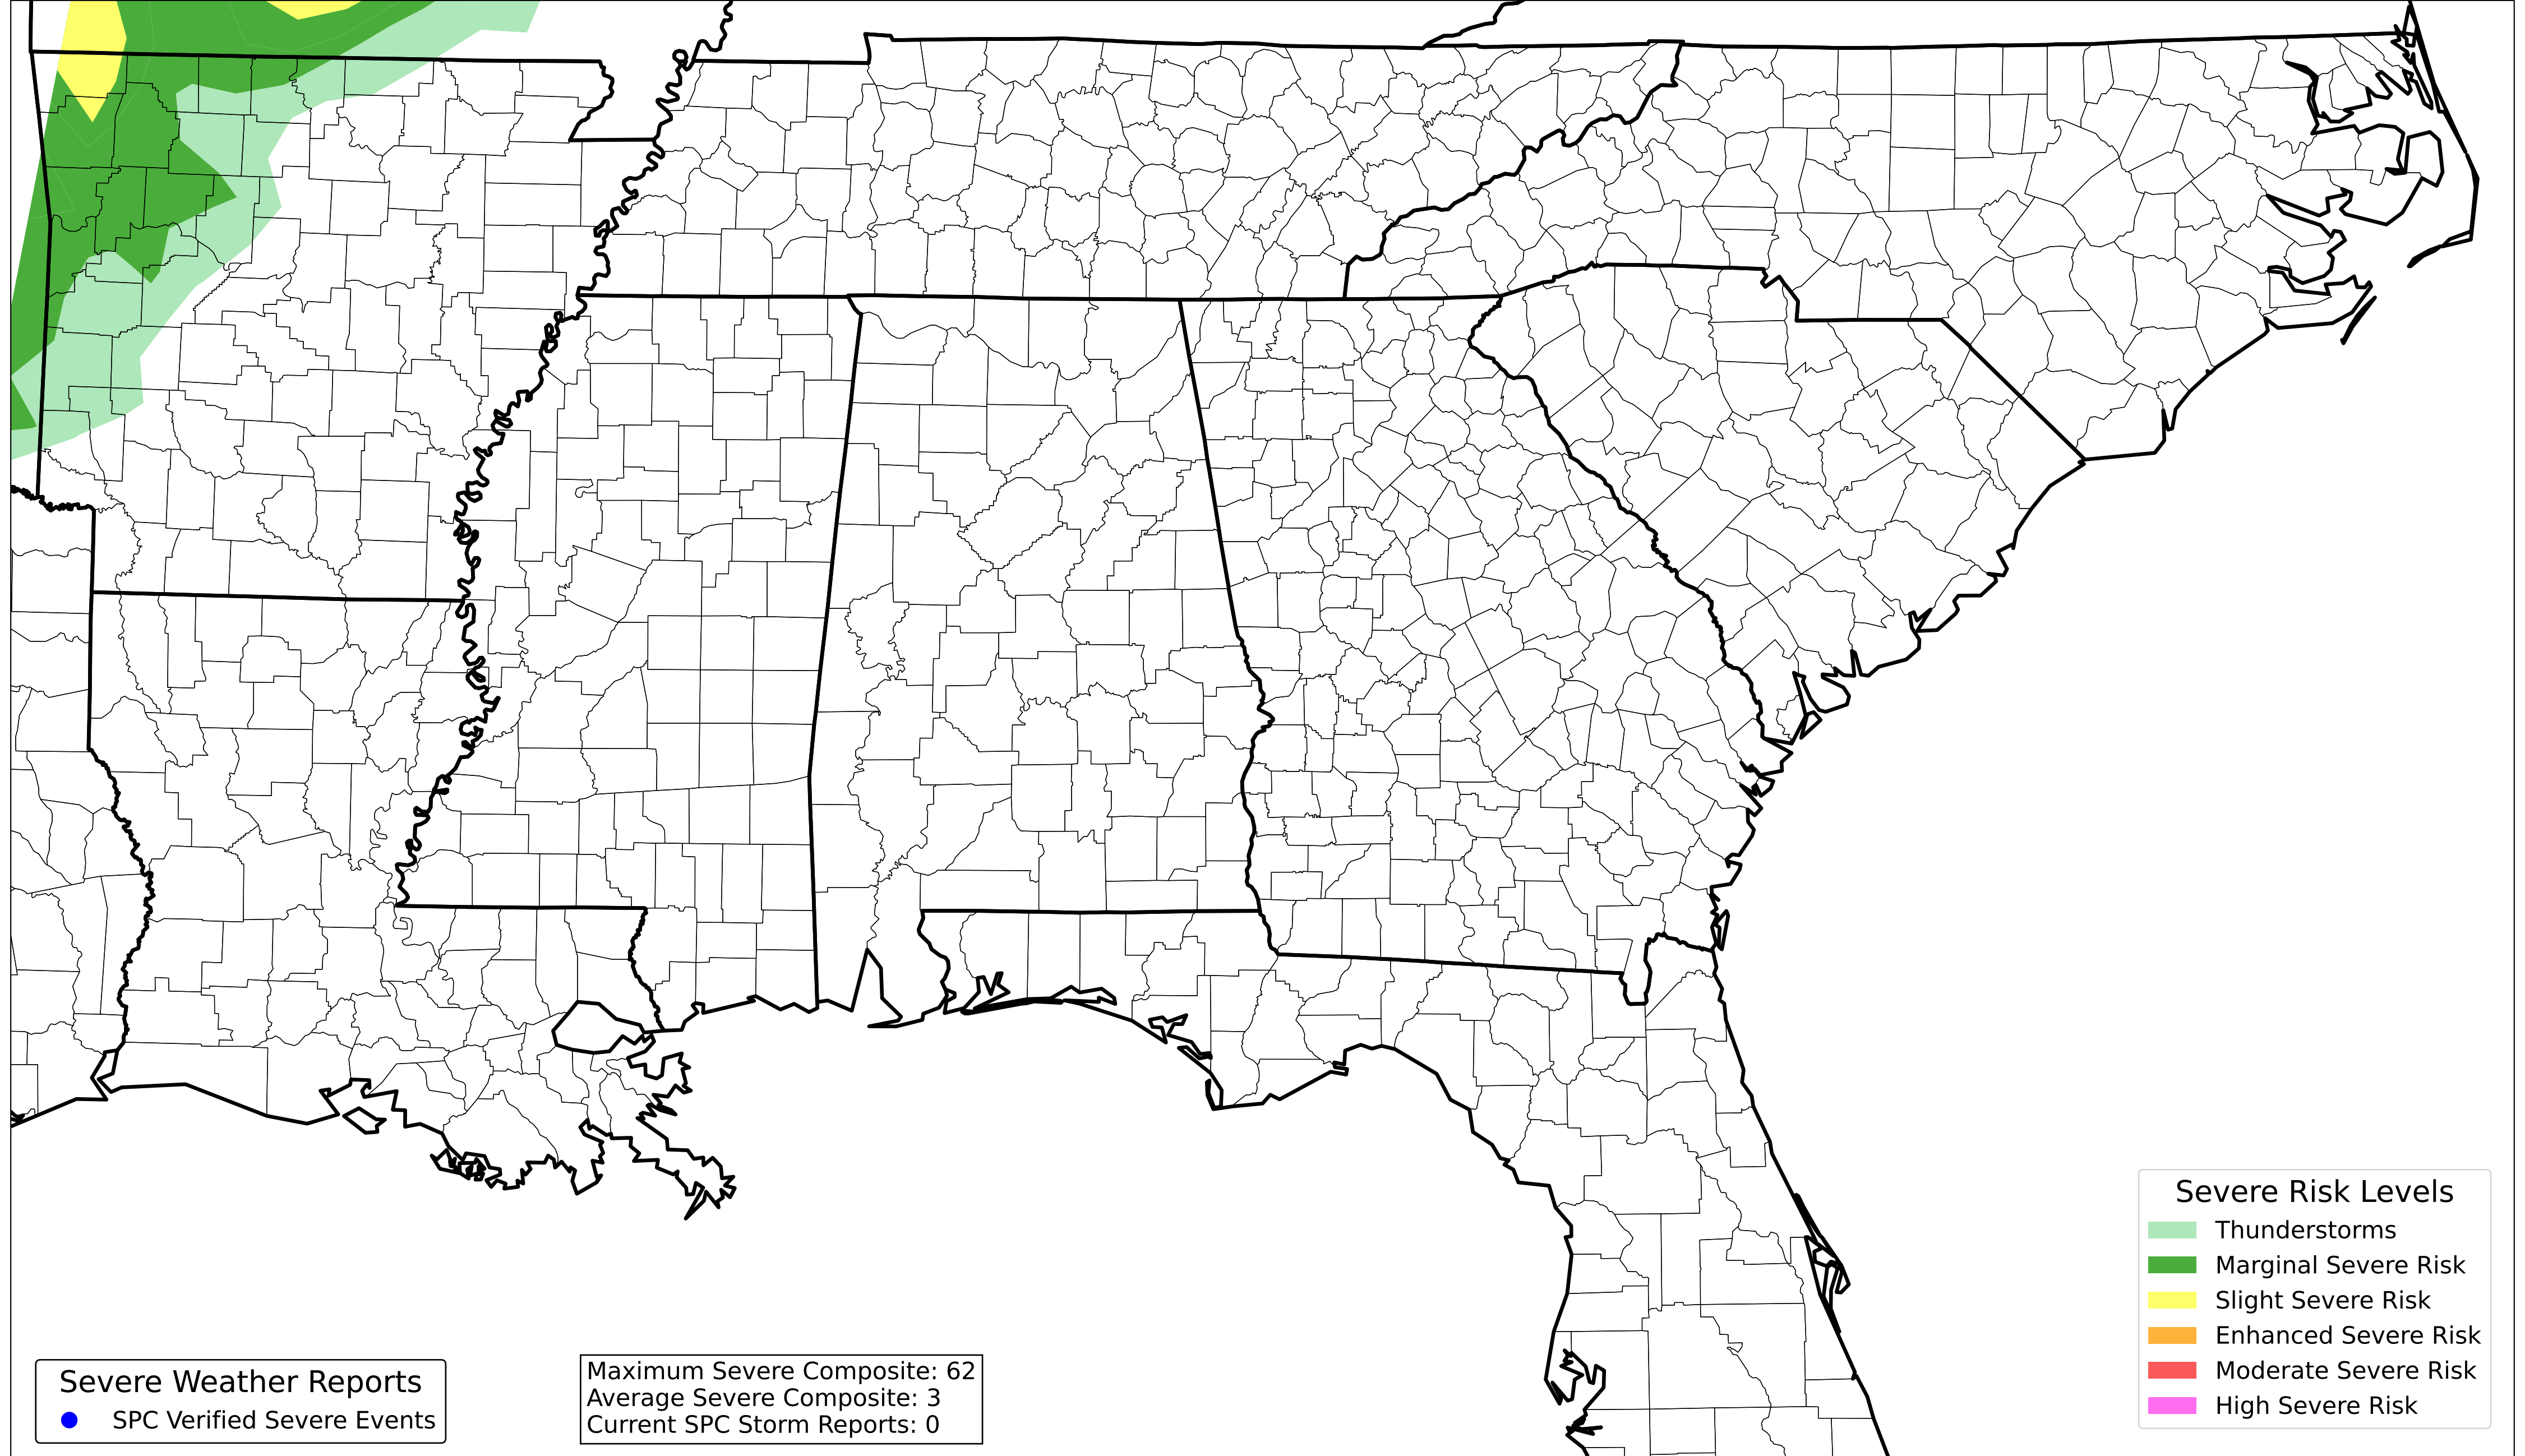 Severe Risk Levels
Thunderstorms
Marginal Severe Risk
Slight Severe Risk
Enhanced Severe Risk
Moderate Severe Risk
High Severe Risk
Severe Weather Reports
SPC Verified Severe Events
Maximum Severe Composite: 62
Average Severe Composite: 3
Current SPC Storm Reports: 0